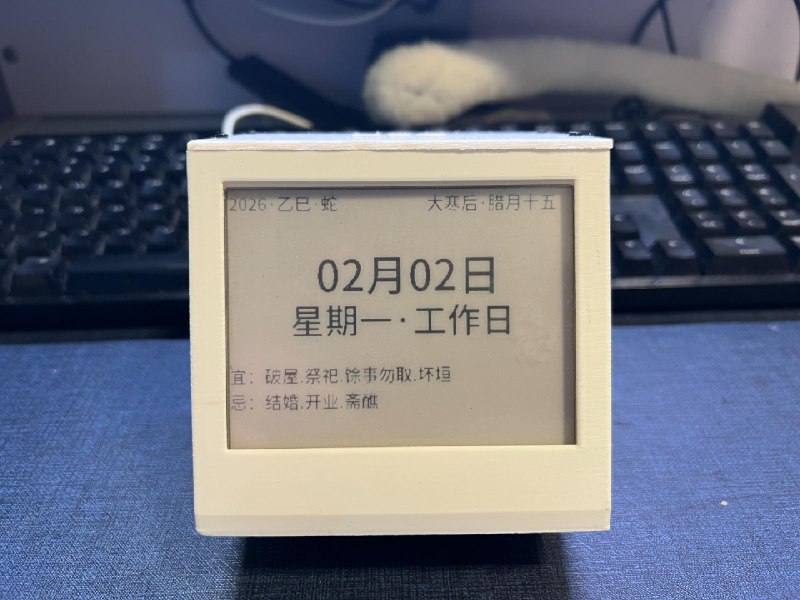 2026·乙巳·蛇
大寒后·腊月十五
02月02日
星期一·工作日
宜：破屋.祭祀.馀事勿取.坏垣
忌：结婚.开业.斋醮